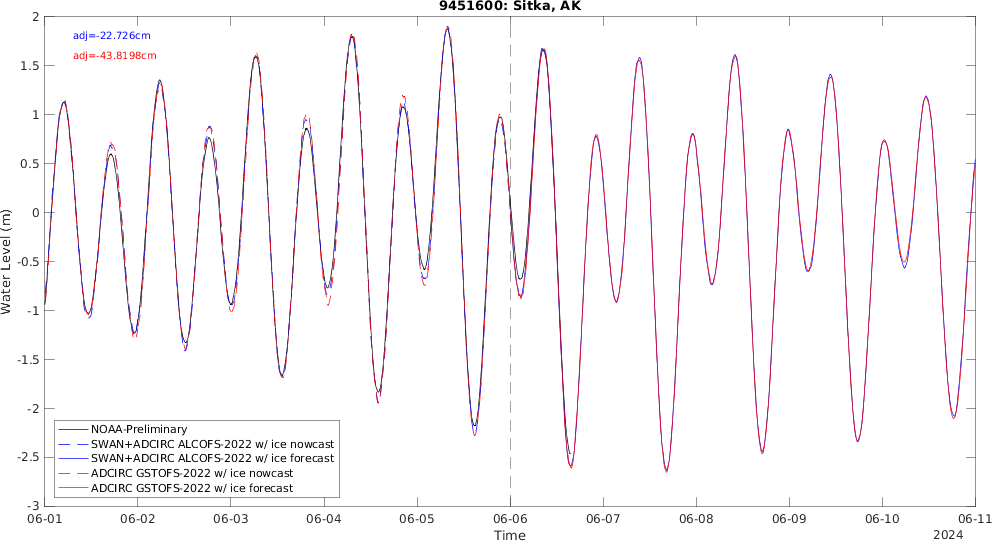 9451600: Sitka, AK
adj=-22.726cm
adj=-43.8198cm
Water Level (m)
2
1.5
1
0.5
0
-0.5
-1
-1.5
-2
-2.5
-3
NOAA-Preliminary
SWAN+ADCIRC ALCOFS-2022 w/ ice nowcast
SWAN+ADCIRC ALCOFS-2022 w/ ice forecast
ADCIRC GSTOFS-2022 w/ ice nowcast
ADCIRC GSTOFS-2022 w/ ice forecast
06-01 06-02 06-03 06-04 06-05 06-06 06-07 06-08 06-09 06-10 06-11
Time
2024